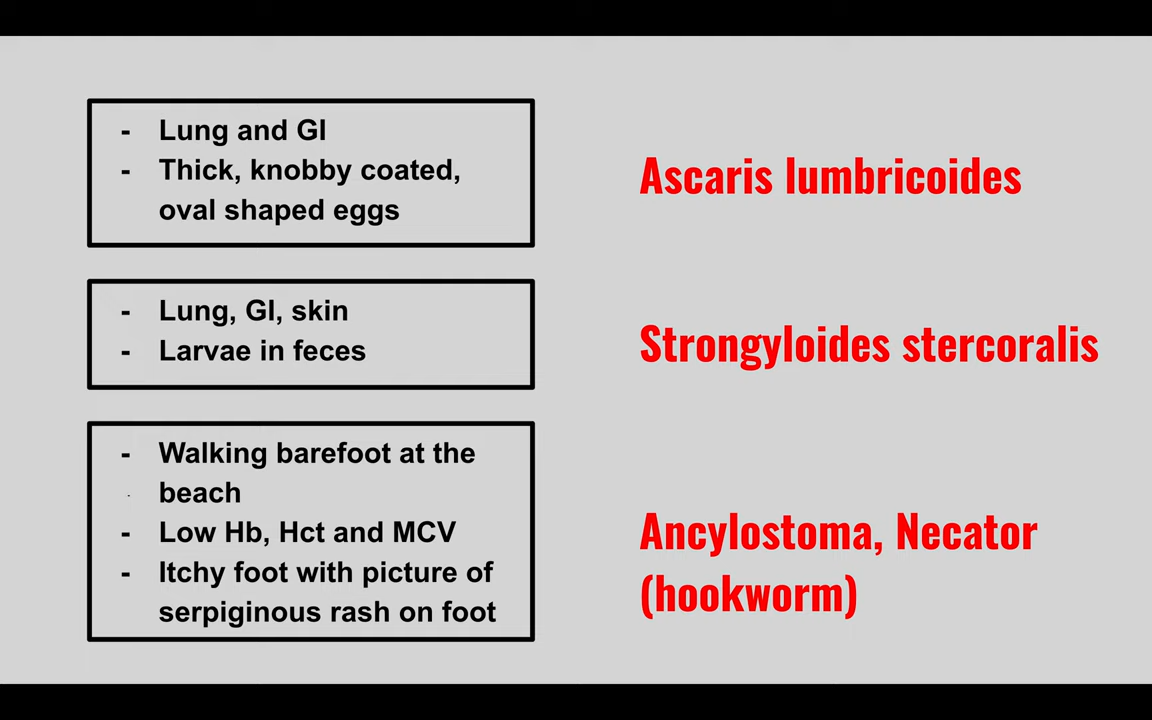 - Lung and GI
- Thick, knobby coated,
oval shaped eggs
Ascaris lumbricoides
- Lung, GI, skin
- Larvae in feces
Strongyloides stercoralis
- Walking barefoot at the
beach
- Low Hb, Hct and MCV
- Itchy foot with picture of
serpiginous rash on foot
Ancylostoma, Necator
(hookworm)